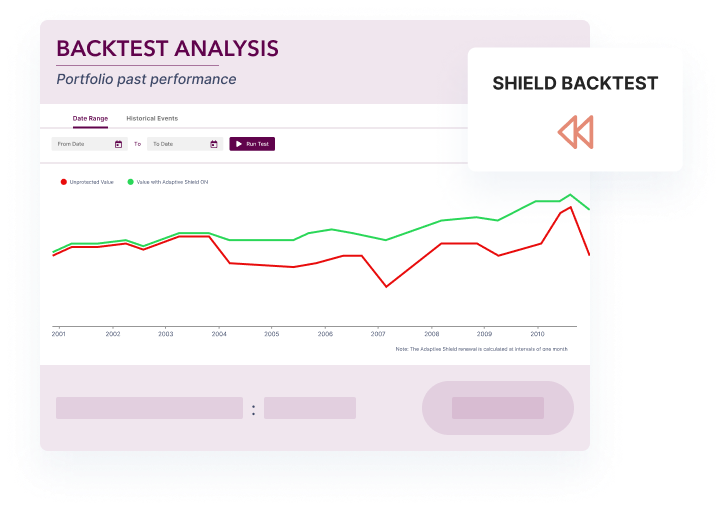 BACKTEST ANALYSIS
Portfolio past performance
SHIELD BACKTEST
Date Range
Historical Events
From Date
To
To Date
Run Test
Unprotected Value
Value with Adaptive Shield ON
2001 2002 2003 2004 2005 2006 2007 2008 2009 2010
Note: The Adaptive Shield renewal is calculated at intervals of one month
: